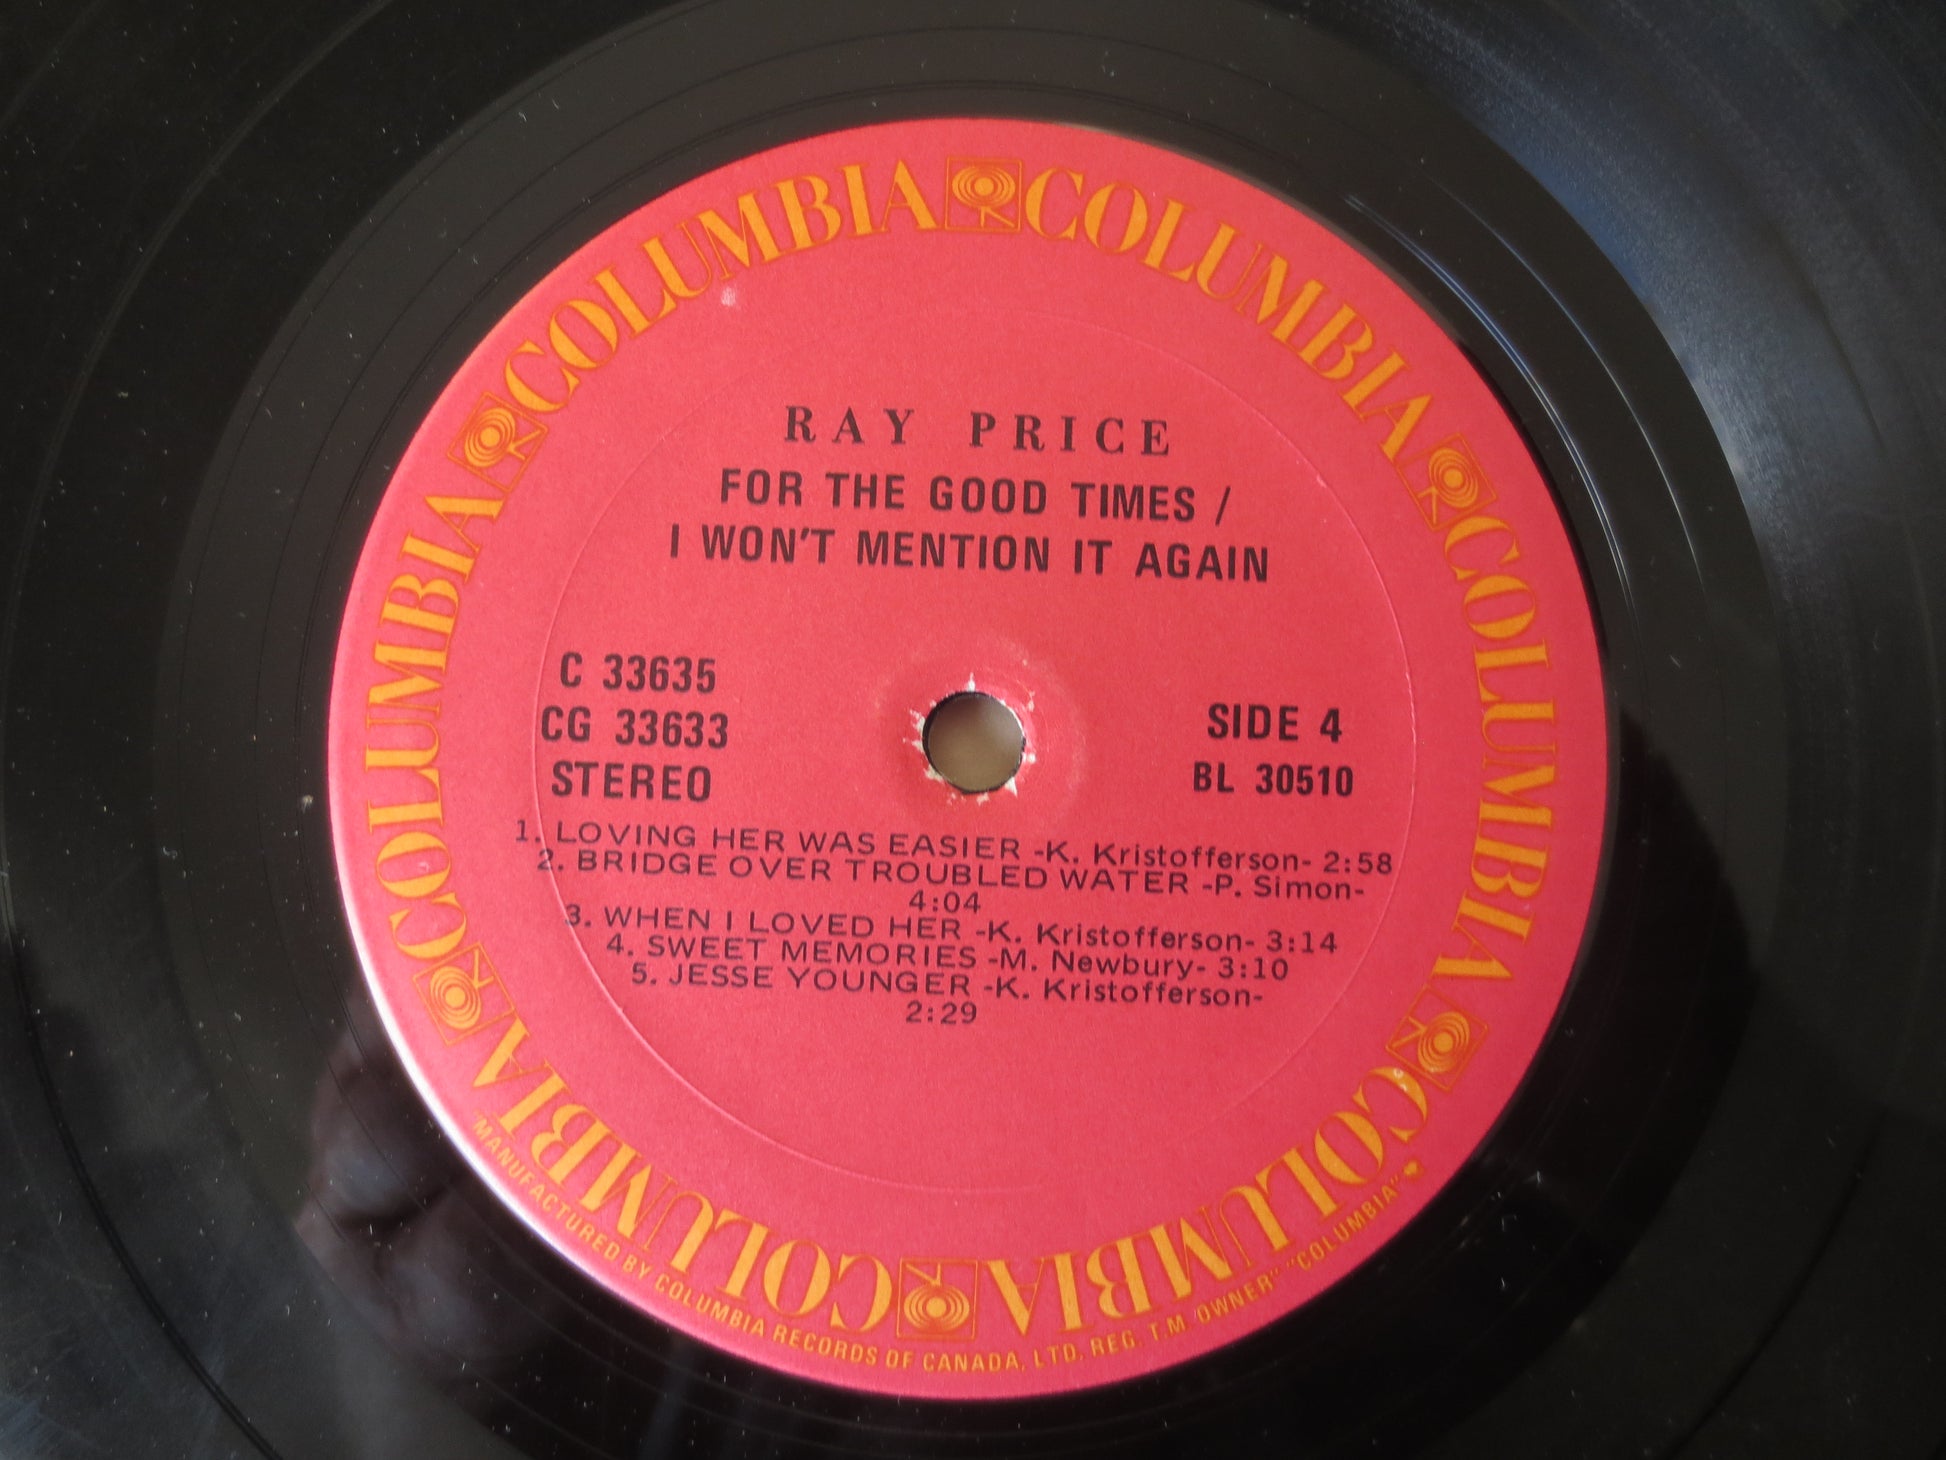 COLUMBIA COLUMBIA COLUMBIA COLUMBIA COLUMBIA COLUMBIA
RAY PRICE
FOR THE GOOD TIMES /
I WON'T MENTION IT AGAIN
C 33635
CG 33633
STEREO
SIDE 4
BL 30510
1. LOVING HER WAS EASIER -K. Kristofferson- 2:58
2. BRIDGE OVER TROUBLED WATER -P. Simon-
4:04
3. WHEN I LOVED HER -K. Kristofferson- 3:14
4. SWEET MEMORIES -M. Newbury- 3:10
5. JESSE YOUNGER -K. Kristofferson-
2:29
"MANUFACTURED BY COLUMBIA RECORDS OF CANADA, LTD. REG. T.M. OWNER" "COLUMBIA"